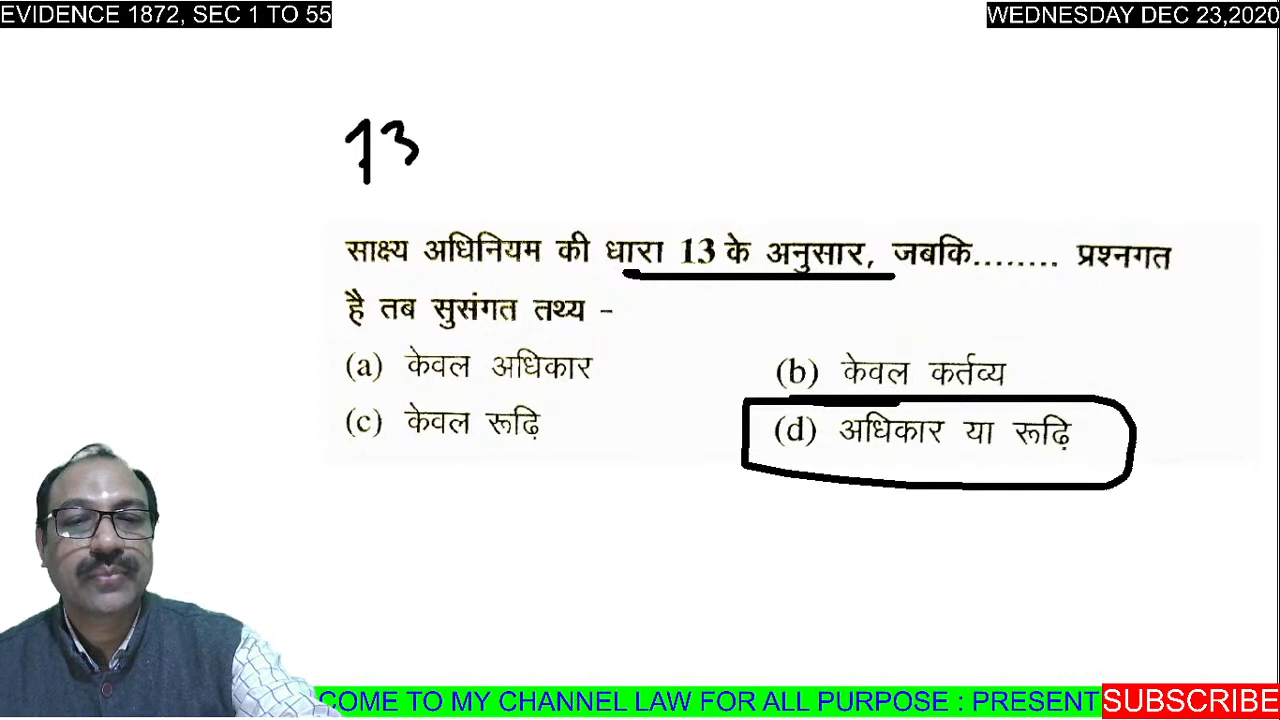 EVIDENCE 1872, SEC 1 TO 55
WEDNESDAY DEC 23,2020
13
साक्ष्य अधिनियम की धारा 13 के अनुसार, जबकि........ प्रश्नगत
है तब सुसंगत तथ्य -
(a) केवल अधिकार
(b) केवल कर्तव्य
(c) केवल रूढ़ि
(d) अधिकार या रूढ़ि
COME TO MY CHANNEL LAW FOR ALL PURPOSE : PRESENT
SUBSCRIBE